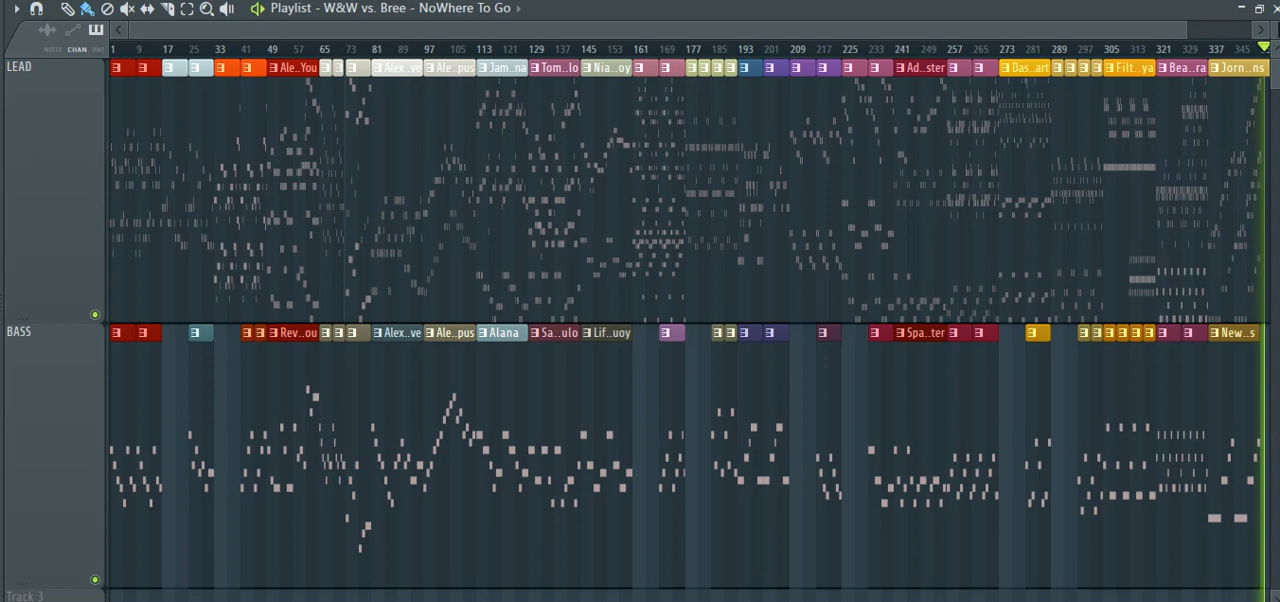 Playlist - W&W vs. Bree - NoWhere To Go
NOTE CHAN PAT
1 9 17 25 33 41 49 57 65 73 81 89 97 105 113 121 129 137 145 153 161 169 177 185 193 201 209 217 225 233 241 249 257 265 273 281 289 297 305 313 321 329 337 345
LEAD
Ale..You Alex..ve Ale..pus Jam..na Tom..lo Nia..oy Ad..ster Das..art Filt..ya Bea..ra Jorn..ns
BASS
Rev..ou Alex..ve Ale..pus Alana Sa..ulo Lif..uoy Spa..ter New..s
Track 3